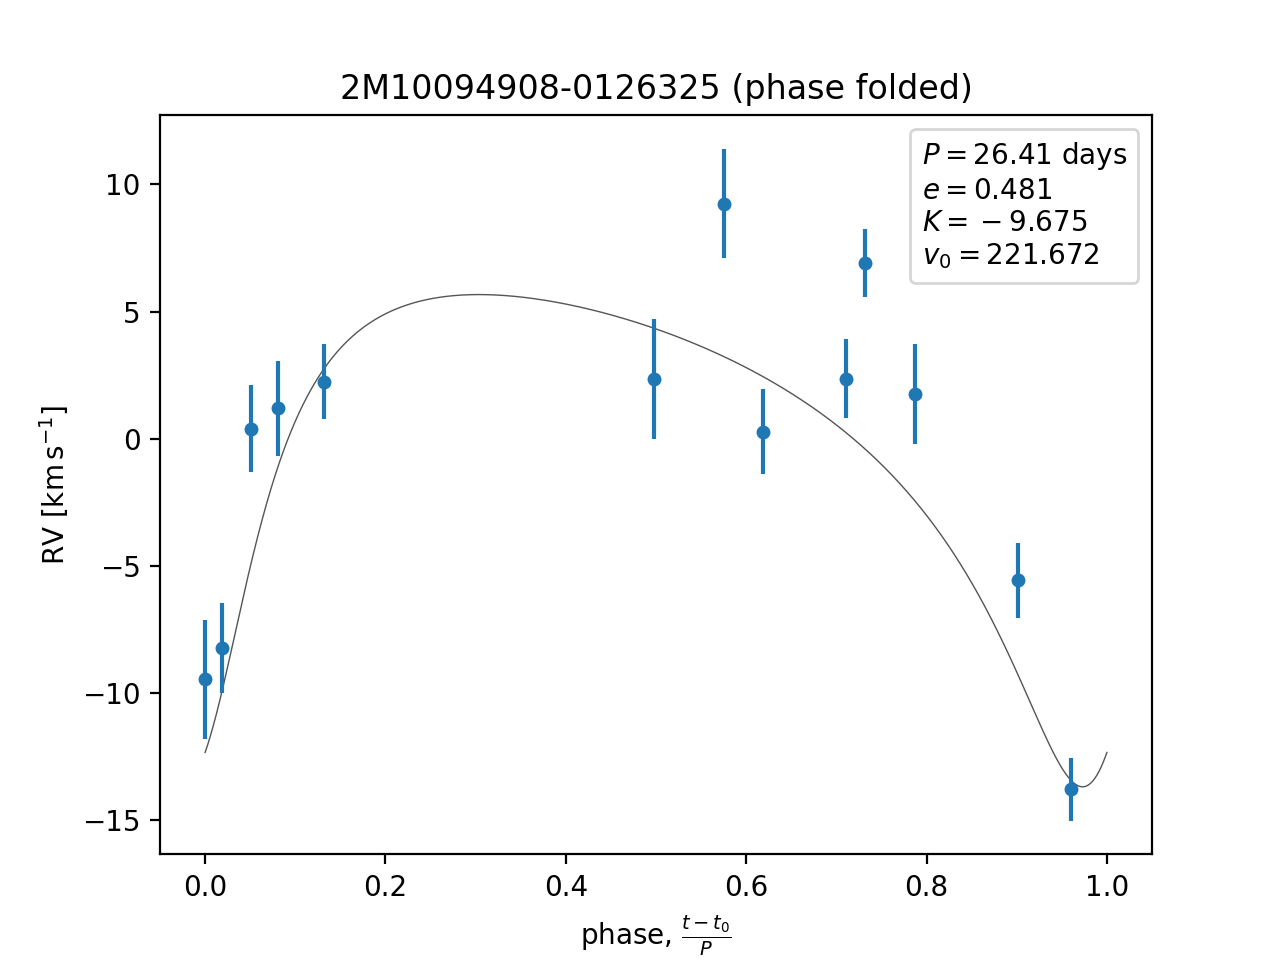 2M10094908-0126325 (phase folded)
P = 26.41 days
e = 0.481
K = −9.675
v₀ = 221.672
RV [km s⁻¹]
10
5
0
−5
−10
−15
0.0 0.2 0.4 0.6 0.8 1.0
phase, (t − t₀)/P